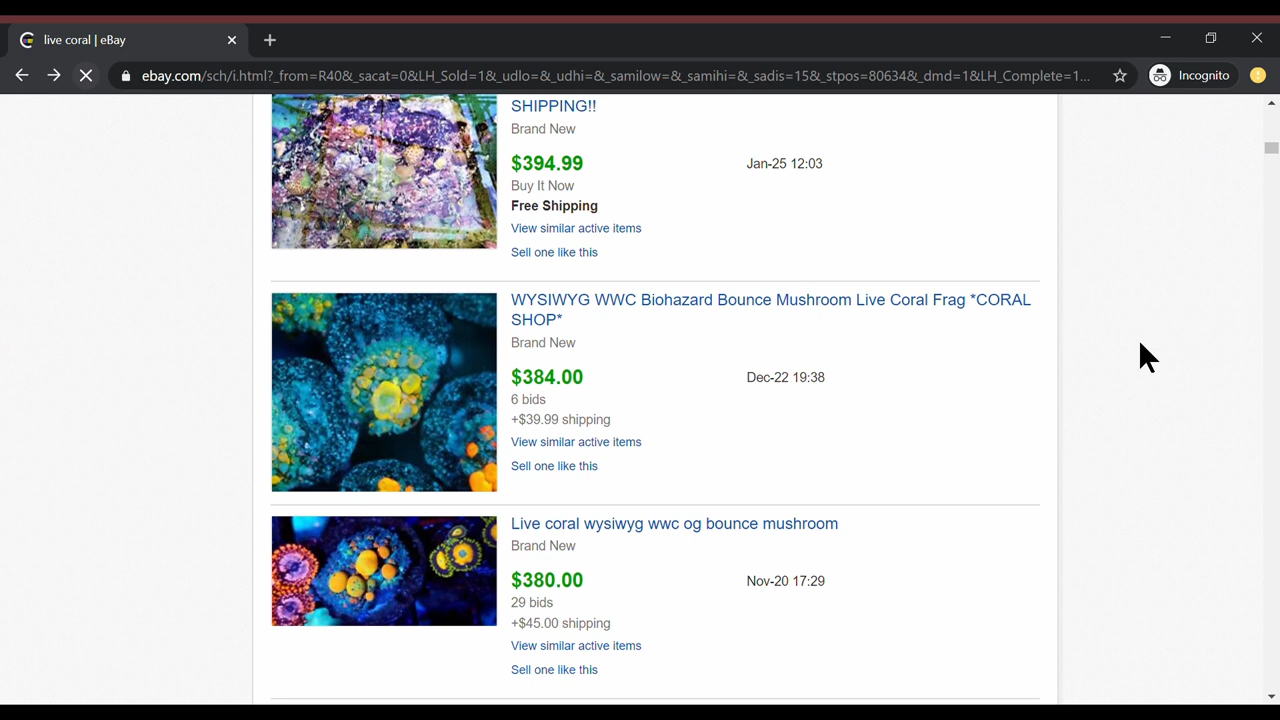 live coral | eBay
ebay.com/sch/i.html?_from=R40&_sacat=0&LH_Sold=1&_udlo=&_udhi=&_samilow=&_samihi=&_sadis=15&_stpos=80634&_dmd=1&LH_Complete=1...
Incognito
SHIPPING!!
Brand New
$394.99
Jan-25 12:03
Buy It Now
Free Shipping
View similar active items
Sell one like this
WYSIWYG WWC Biohazard Bounce Mushroom Live Coral Frag *CORAL
SHOP*
Brand New
$384.00
Dec-22 19:38
6 bids
+$39.99 shipping
View similar active items
Sell one like this
Live coral wysiwyg wwc og bounce mushroom
Brand New
$380.00
Nov-20 17:29
29 bids
+$45.00 shipping
View similar active items
Sell one like this